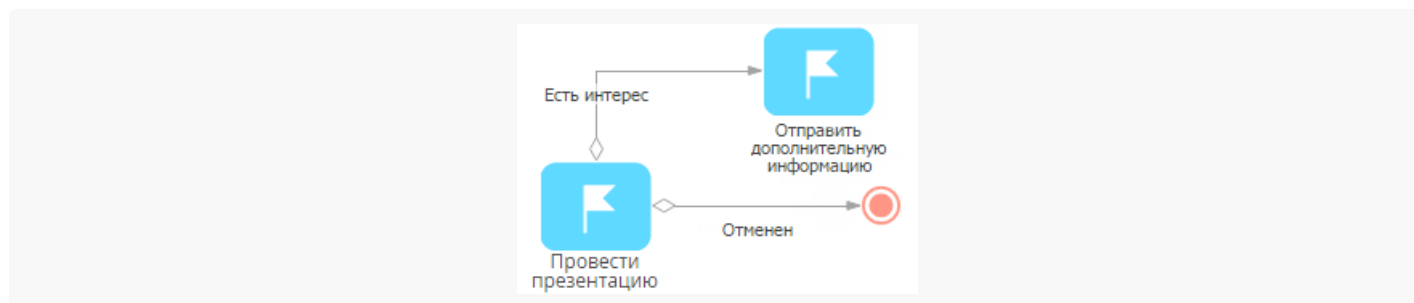 Есть интерес
Отправить
дополнительную
информацию
Отменен
Провести
презентацию